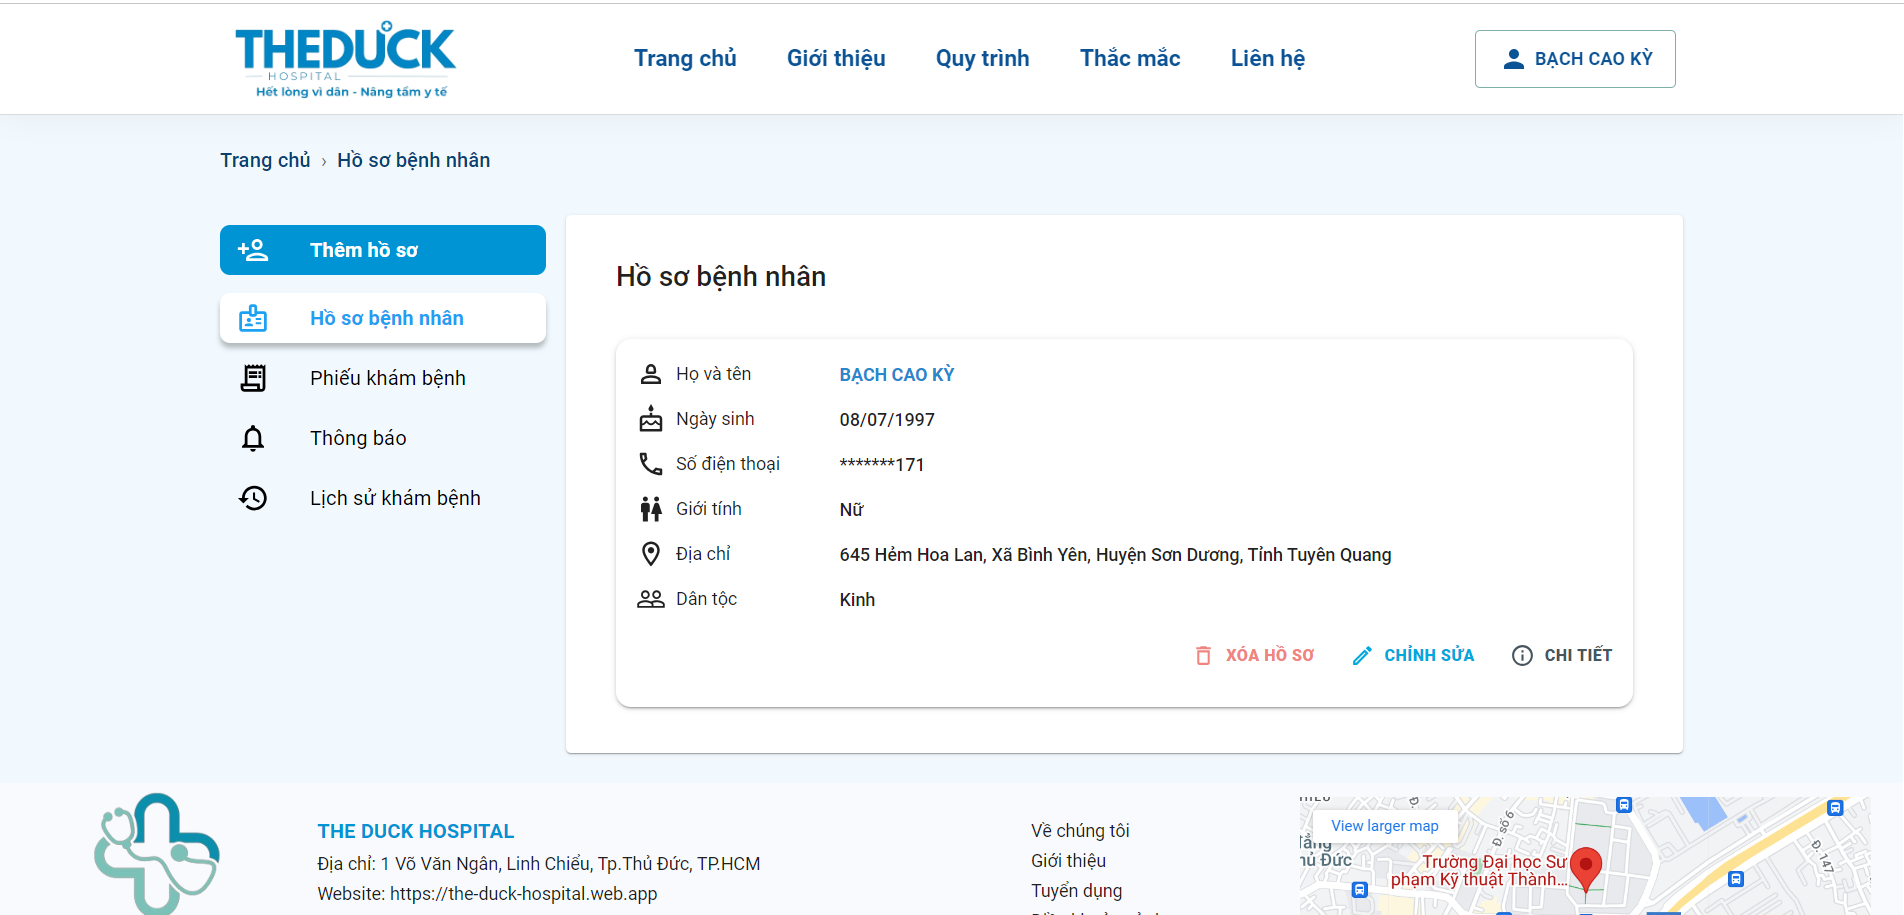 THEDUCK
HOSPITAL
Hết lòng vì dân - Nâng tầm y tế
Trang chủ
Giới thiệu
Quy trình
Thắc mắc
Liên hệ
BẠCH CAO KỲ
Trang chủ › Hồ sơ bệnh nhân
Thêm hồ sơ
Hồ sơ bệnh nhân
Phiếu khám bệnh
Thông báo
Lịch sử khám bệnh
Hồ sơ bệnh nhân
Họ và tên BẠCH CAO KỲ
Ngày sinh 08/07/1997
Số điện thoại *******171
Giới tính Nữ
Địa chỉ 645 Hẻm Hoa Lan, Xã Bình Yên, Huyện Sơn Dương, Tỉnh Tuyên Quang
Dân tộc Kinh
XÓA HỒ SƠ
CHỈNH SỬA
CHI TIẾT
THE DUCK HOSPITAL
Địa chỉ: 1 Võ Văn Ngân, Linh Chiểu, Tp.Thủ Đức, TP.HCM
Website: https://the-duck-hospital.web.app
Về chúng tôi
Giới thiệu
Tuyển dụng
View larger map
Đ. số 6
Trường Đại học Sư
phạm Kỹ thuật Thành...
Đ. 147